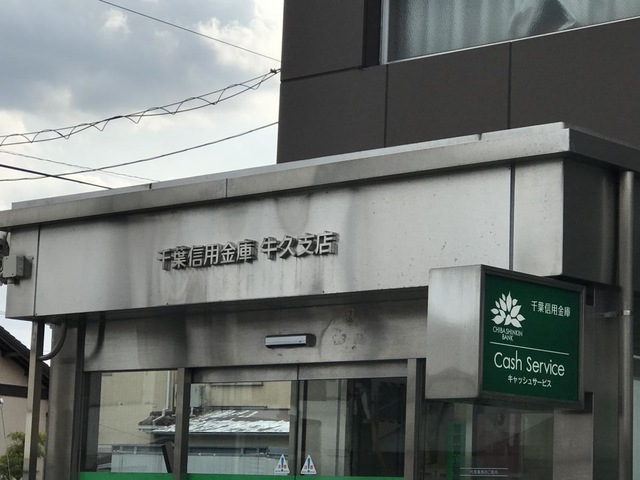 千葉信用金庫 牛久支店
千葉信用金庫
CHIBA SHINKIN
BANK
Cash Service
キャッシュサービス